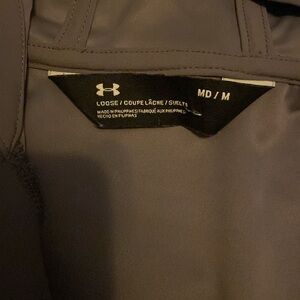 LOOSE / COUPE LÂCHE / SUELTO
MD / M
MADE IN PHILIPPINES/FABRIQUÉ AUX PHILIPPINES/
HECHO EN FILIPINAS